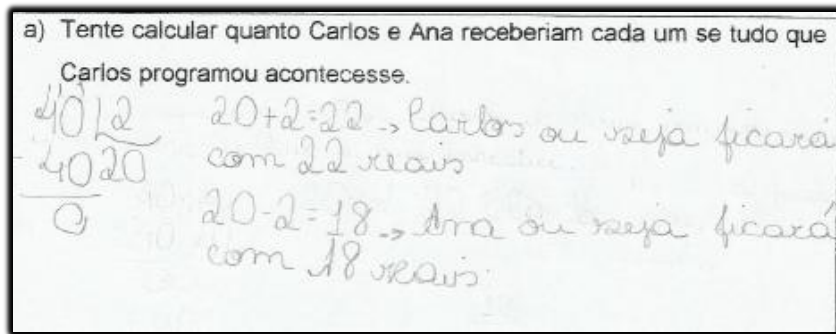 a) Tente calcular quanto Carlos e Ana receberiam cada um se tudo que
Carlos programou acontecesse.
40 | 2
- 40 20
0
20+2=22 -> Carlos ou seja ficará
com 22 reais
20-2=18 -> Ana ou seja ficará
com 18 reais.